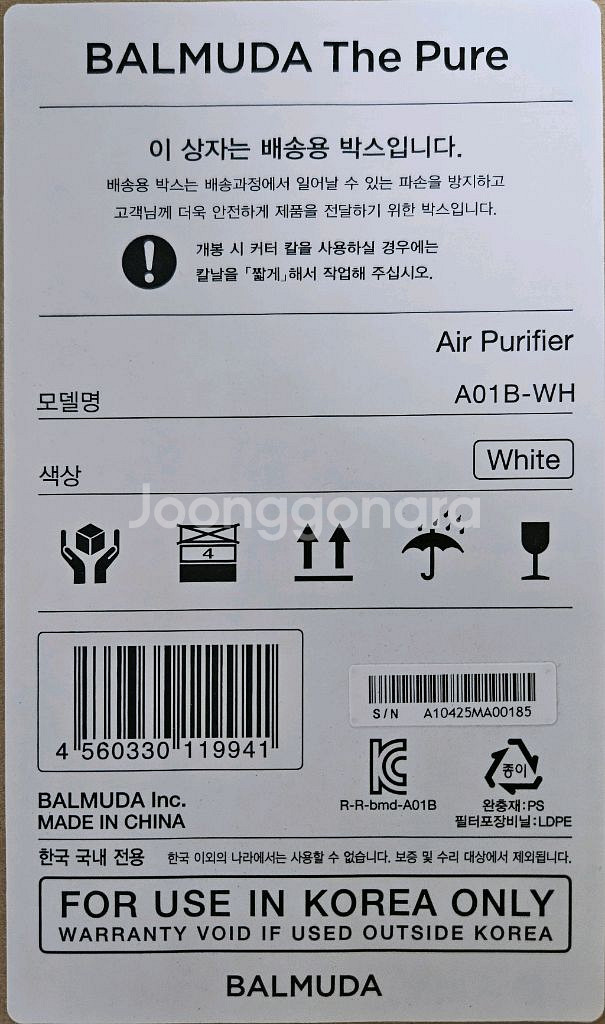 BALMUDA The Pure
이 상자는 배송용 박스입니다.
배송용 박스는 배송과정에서 일어날 수 있는 파손을 방지하고
고객님께 더욱 안전하게 제품을 전달하기 위한 박스입니다.
개봉 시 커터 칼을 사용하실 경우에는
칼날을 「짧게」해서 작업해 주십시오.
Air Purifier
모델명 A01B-WH
색상 White
Joonggonara
4
4 560330 119941
S/N A10425MA00185
R-R-bmd-A01B
종이
완충재:PS
필터포장비닐:LDPE
BALMUDA Inc.
MADE IN CHINA
한국 국내 전용 한국 이외의 나라에서는 사용할 수 없습니다. 보증 및 수리 대상에서 제외됩니다.
FOR USE IN KOREA ONLY
WARRANTY VOID IF USED OUTSIDE KOREA
BALMUDA